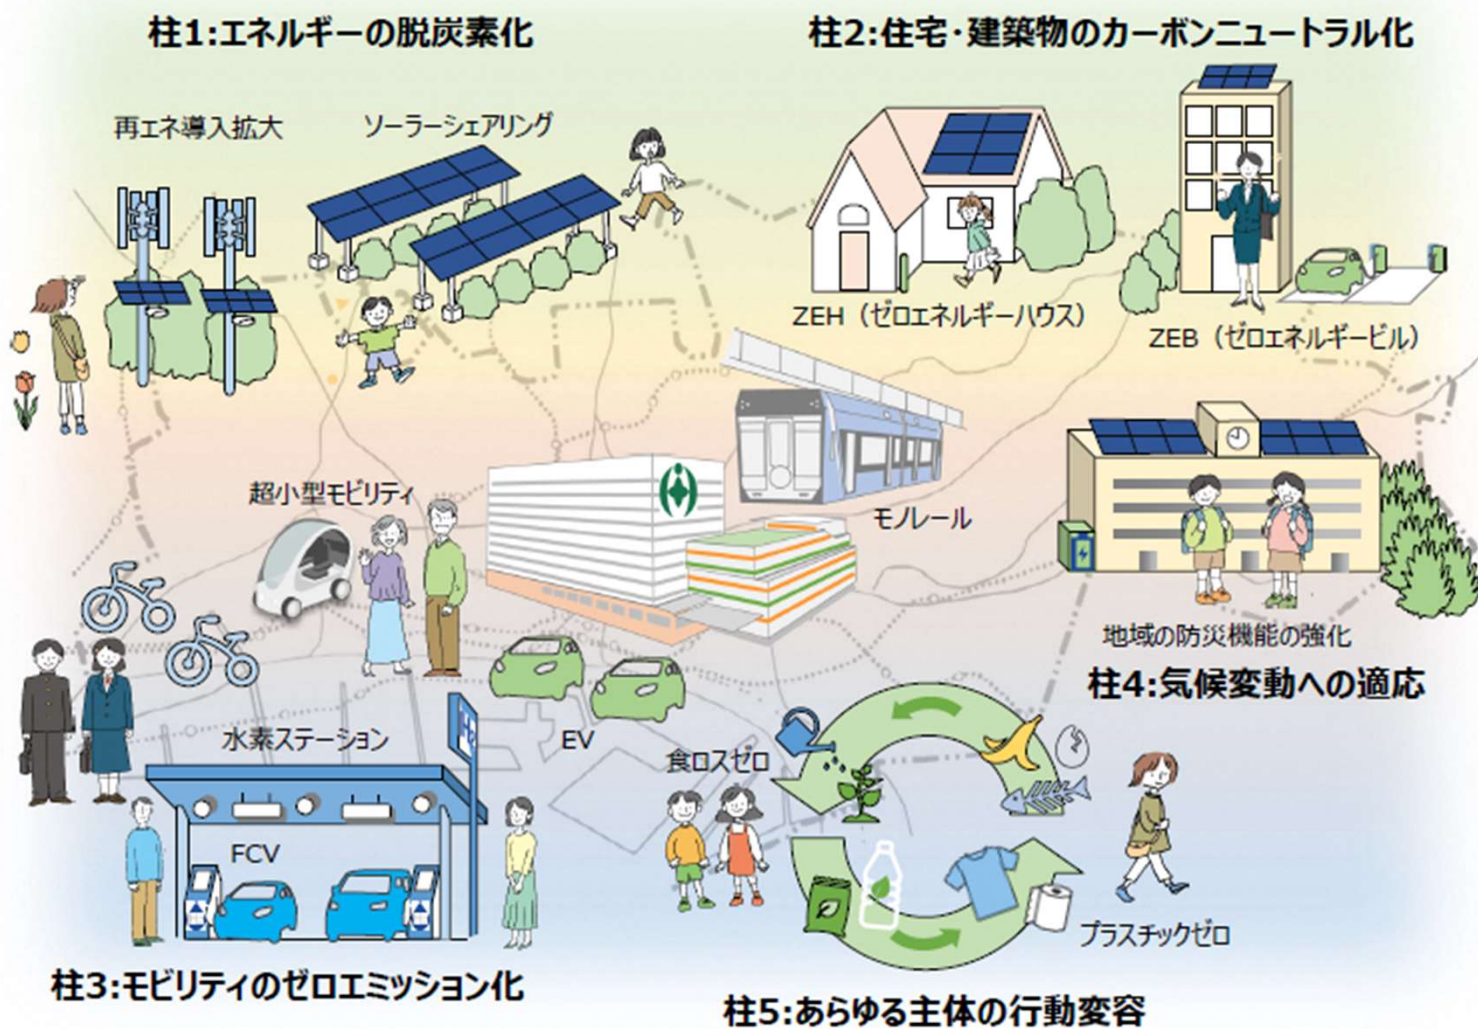 柱1:エネルギーの脱炭素化
柱2:住宅・建築物のカーボンニュートラル化
再エネ導入拡大
ソーラーシェアリング
ZEH（ゼロエネルギーハウス）
ZEB（ゼロエネルギービル）
超小型モビリティ
モノレール
地域の防災機能の強化
柱4:気候変動への適応
水素ステーション
EV
食ロスゼロ
FCV
プラスチックゼロ
柱3:モビリティのゼロエミッション化
柱5:あらゆる主体の行動変容